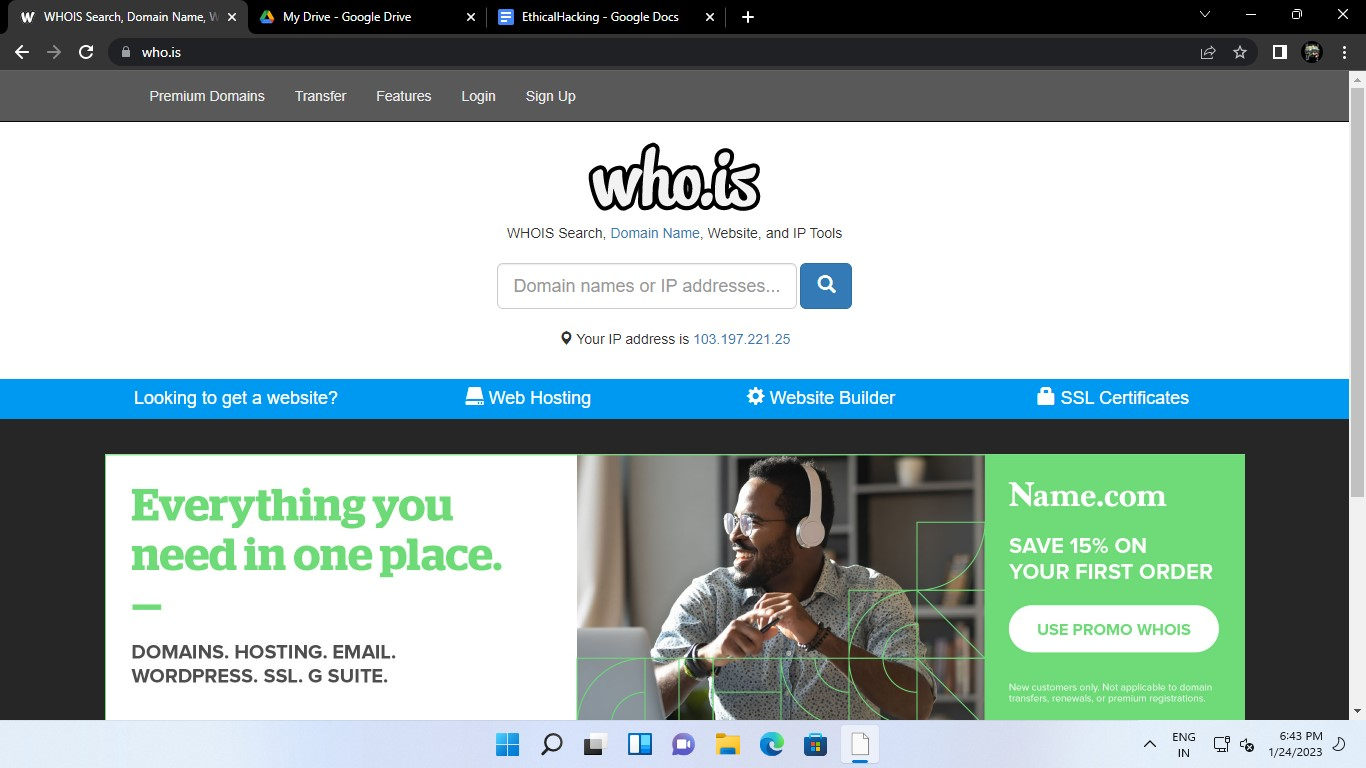 WHOIS Search, Domain Name, W
My Drive - Google Drive
EthicalHacking - Google Docs
who.is
Premium Domains
Transfer
Features
Login
Sign Up
who.is
WHOIS Search, Domain Name, Website, and IP Tools
Domain names or IP addresses...
Your IP address is 103.197.221.25
Looking to get a website?
Web Hosting
Website Builder
SSL Certificates
Everything you
need in one place.
DOMAINS. HOSTING. EMAIL.
WORDPRESS. SSL. G SUITE.
Name.com
SAVE 15% ON
YOUR FIRST ORDER
USE PROMO WHOIS
New customers only. Not applicable to domain
transfers, renewals, or premium registrations.
ENG
IN
6:43 PM
1/24/2023